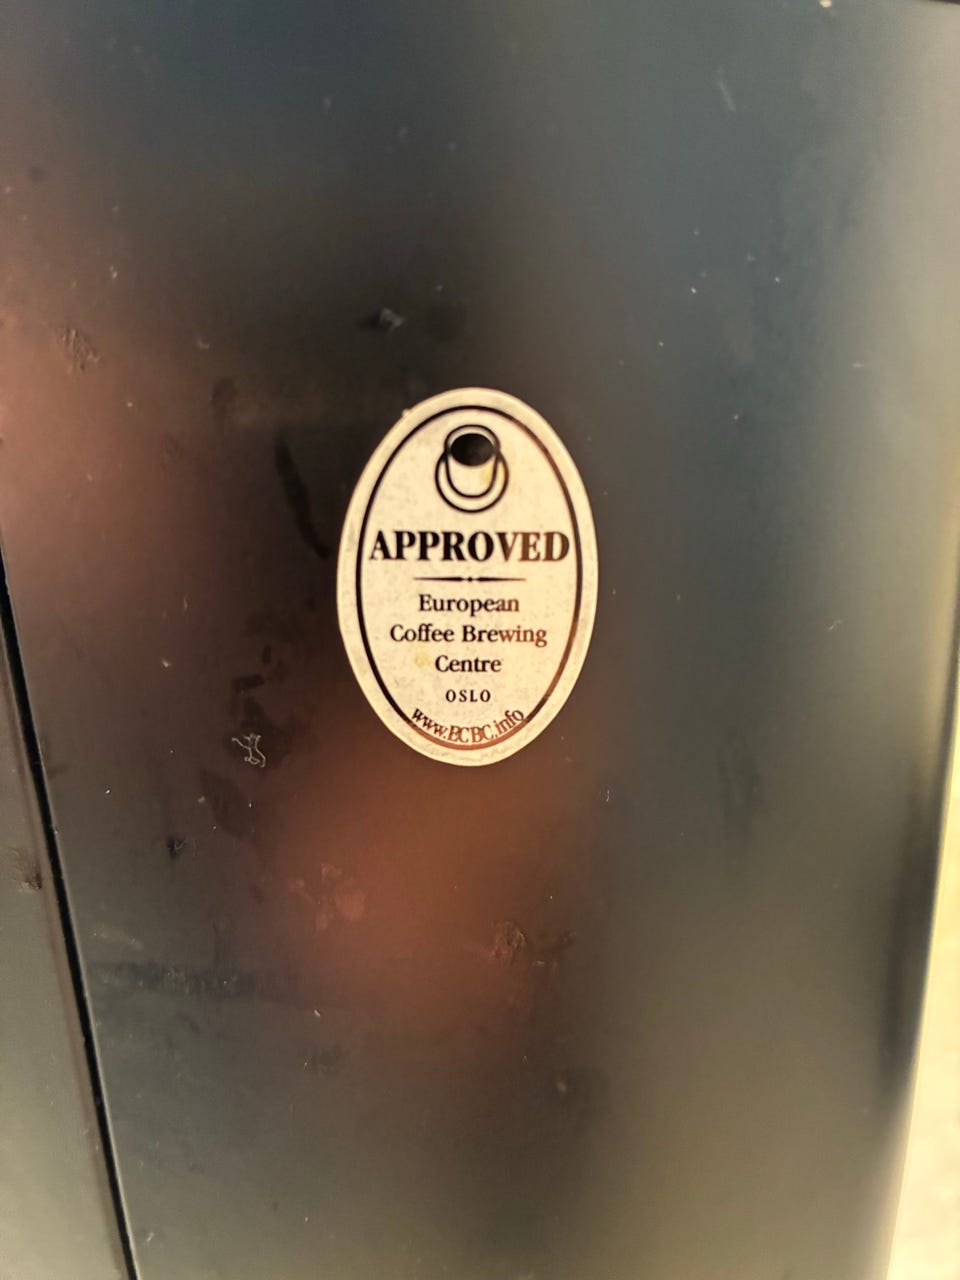 APPROVED
European
Coffee Brewing
Centre
OSLO
www.ECBC.info